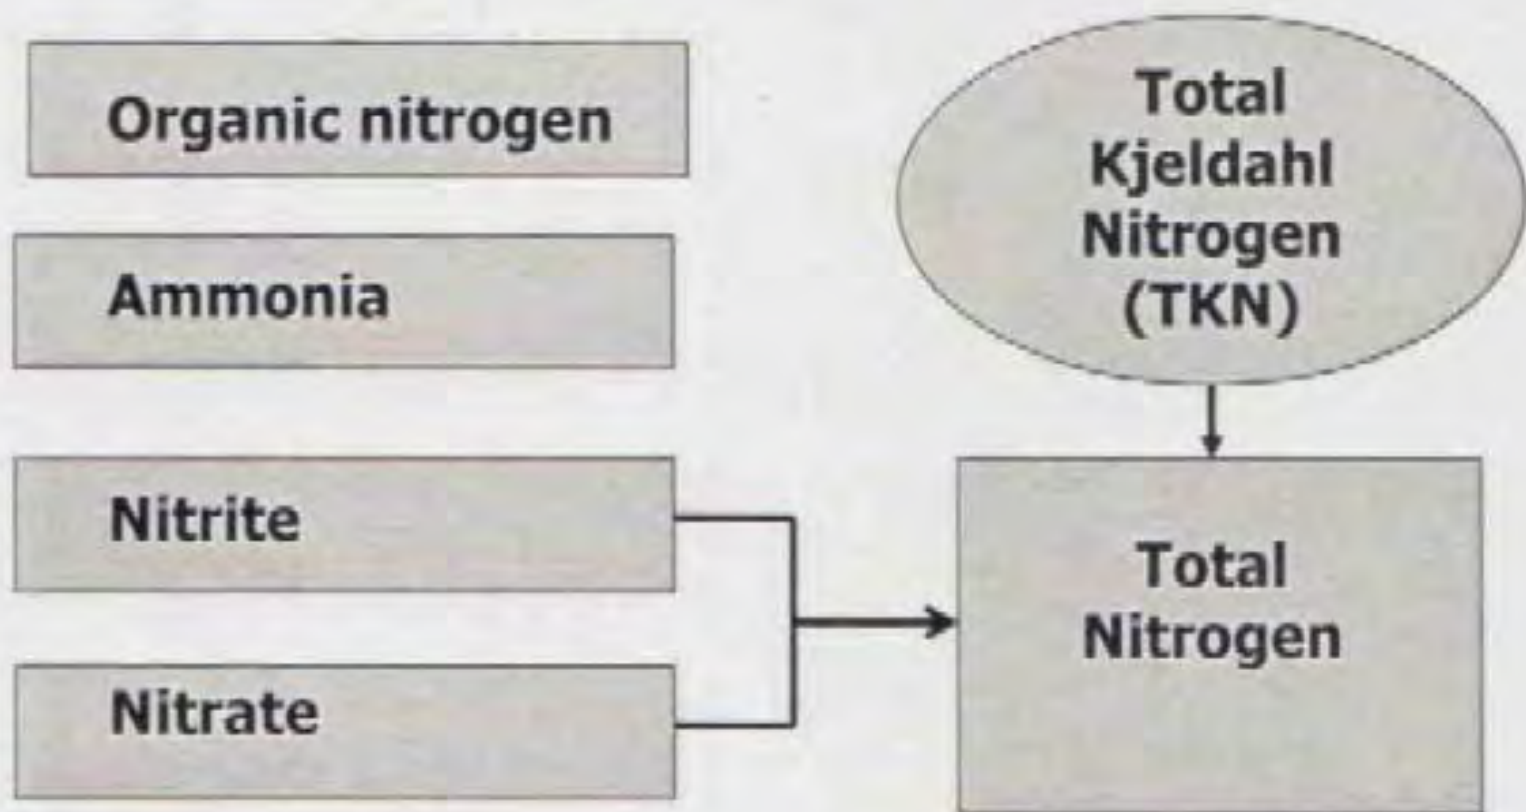 Organic nitrogen
Ammonia
Nitrite
Nitrate
Total
Kjeldahl
Nitrogen
(TKN)
Total
Nitrogen